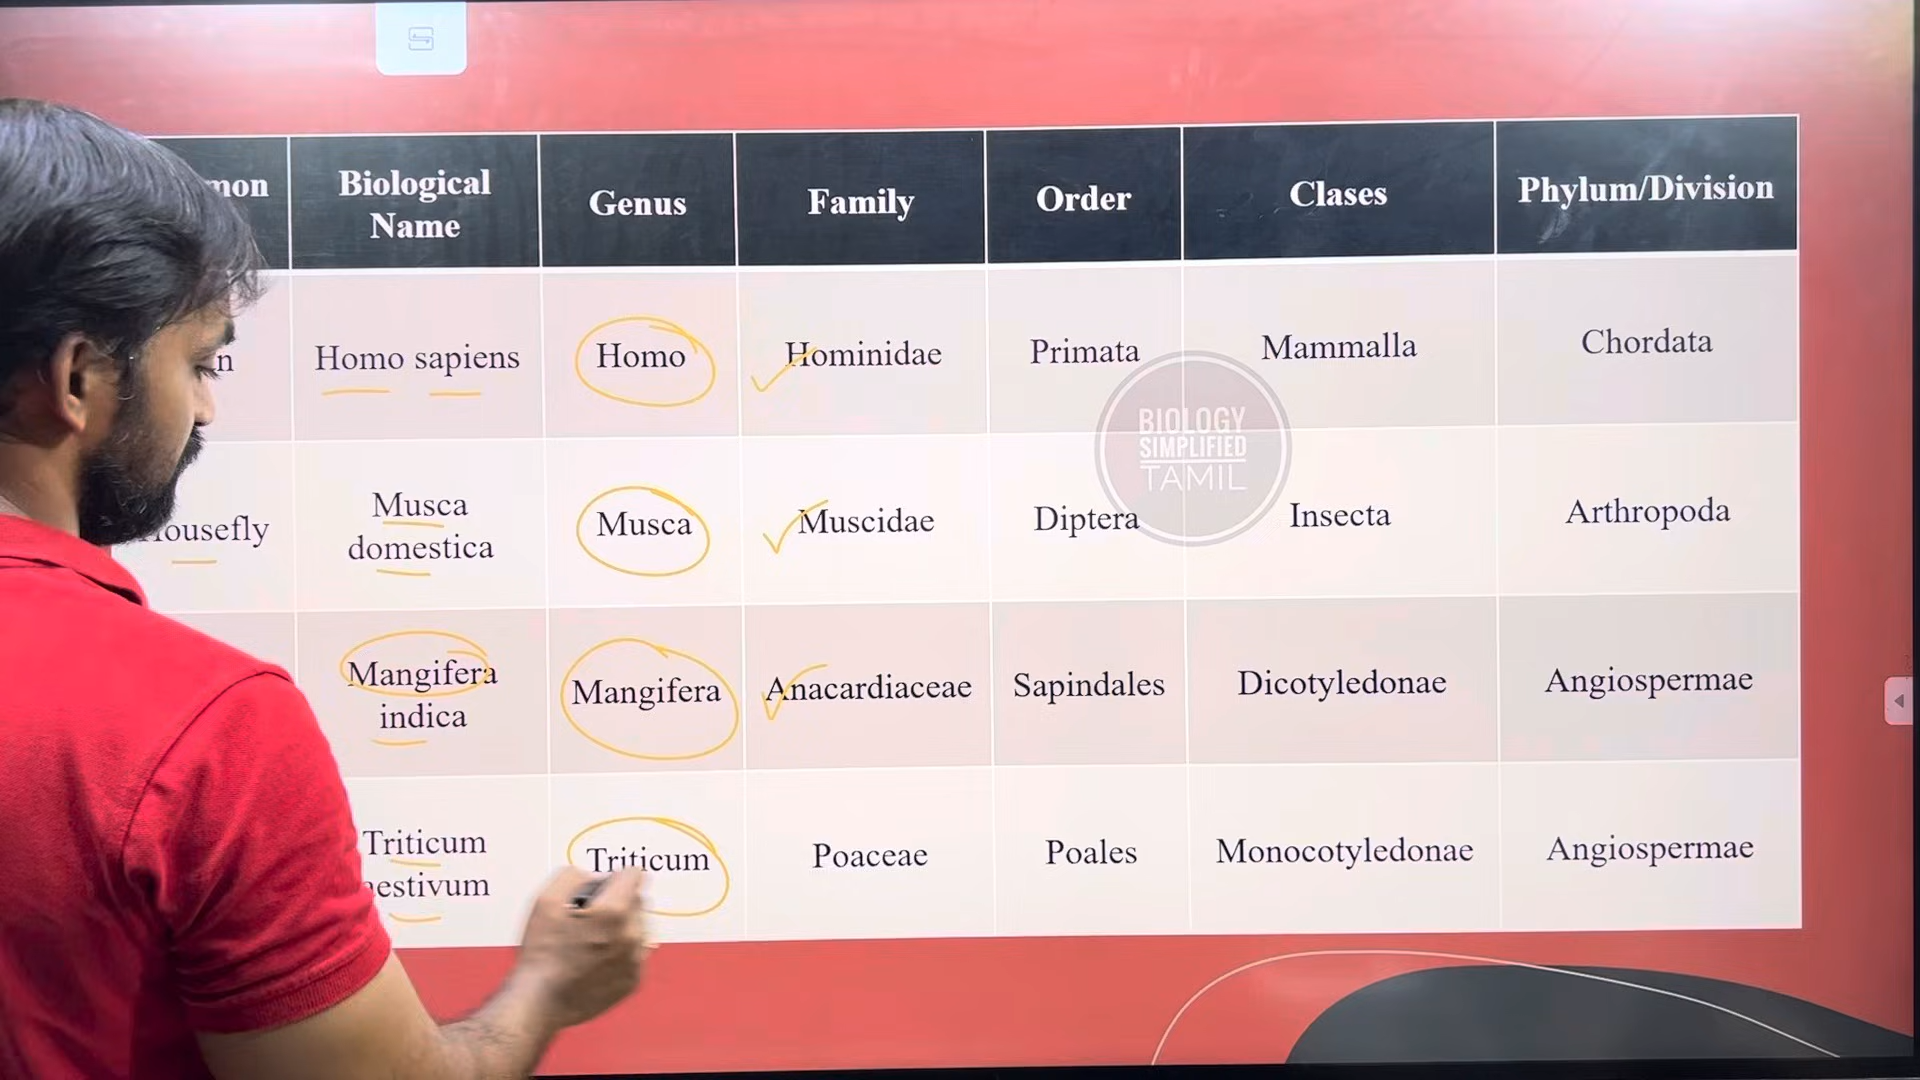 Biological Name
Genus
Family
Order
Clases
Phylum/Division
Homo sapiens
Homo
Hominidae
Primata
Mammalla
Chordata
BIOLOGY
SIMPLIFIED
TAMIL
Musca domestica
Musca
Muscidae
Diptera
Insecta
Arthropoda
Mangifera indica
Mangifera
Anacardiaceae
Sapindales
Dicotyledonae
Angiospermae
Triticum
Triticum
Poaceae
Poales
Monocotyledonae
Angiospermae